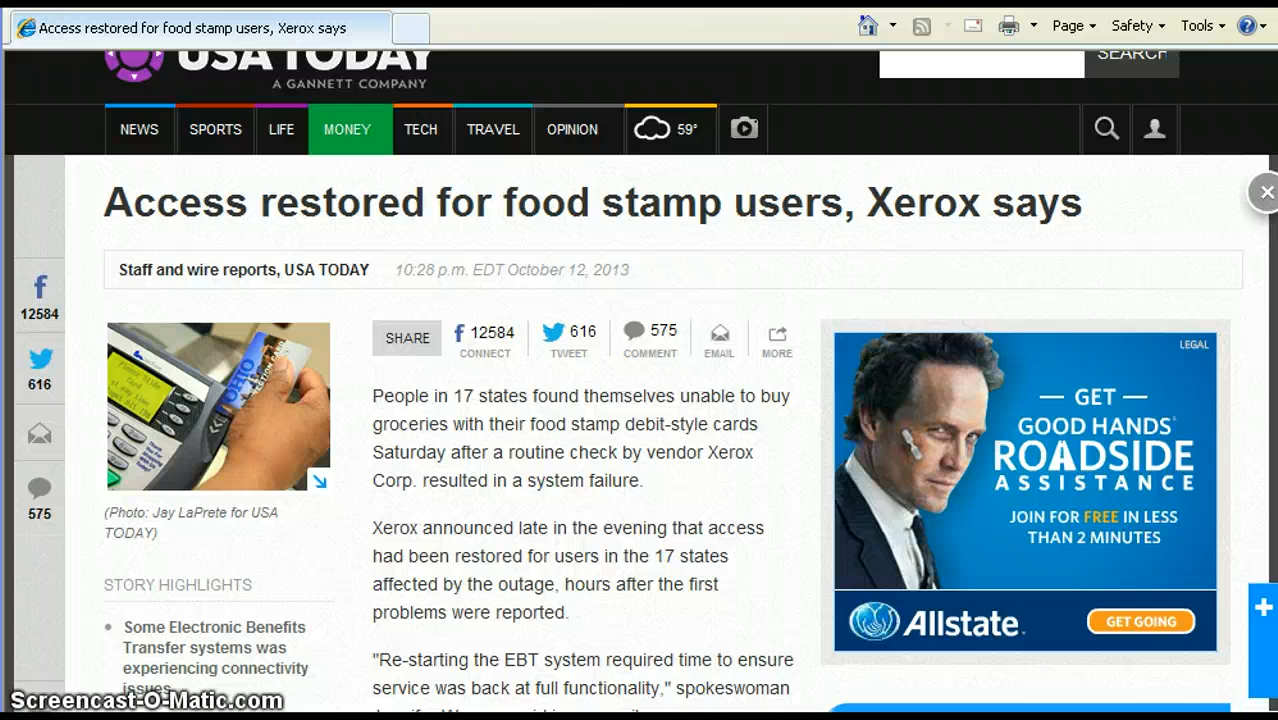 Access restored for food stamp users, Xerox says
Page Safety Tools
USA TODAY
A GANNETT COMPANY
SEARCH
NEWS SPORTS LIFE MONEY TECH TRAVEL OPINION 59°
Access restored for food stamp users, Xerox says
Staff and wire reports, USA TODAY 10:28 p.m. EDT October 12, 2013
12584
616
575
(Photo: Jay LaPrete for USA
TODAY)
STORY HIGHLIGHTS
Some Electronic Benefits
Transfer systems was
experiencing connectivity
issues
SHARE 12584 CONNECT 616 TWEET 575 COMMENT EMAIL MORE
People in 17 states found themselves unable to buy
groceries with their food stamp debit-style cards
Saturday after a routine check by vendor Xerox
Corp. resulted in a system failure.
Xerox announced late in the evening that access
had been restored for users in the 17 states
affected by the outage, hours after the first
problems were reported.
"Re-starting the EBT system required time to ensure
service was back at full functionality," spokeswoman
LEGAL
— GET —
GOOD HANDS®
ROADSIDE
ASSISTANCE
JOIN FOR FREE IN LESS
THAN 2 MINUTES
Allstate.
GET GOING
Screencast-O-Matic.com